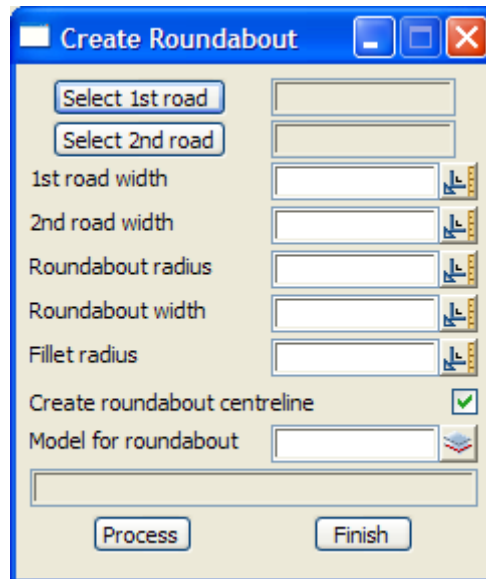 Create Roundabout
Select 1st road
Select 2nd road
1st road width
2nd road width
Roundabout radius
Roundabout width
Fillet radius
Create roundabout centreline
Model for roundabout
Process Finish